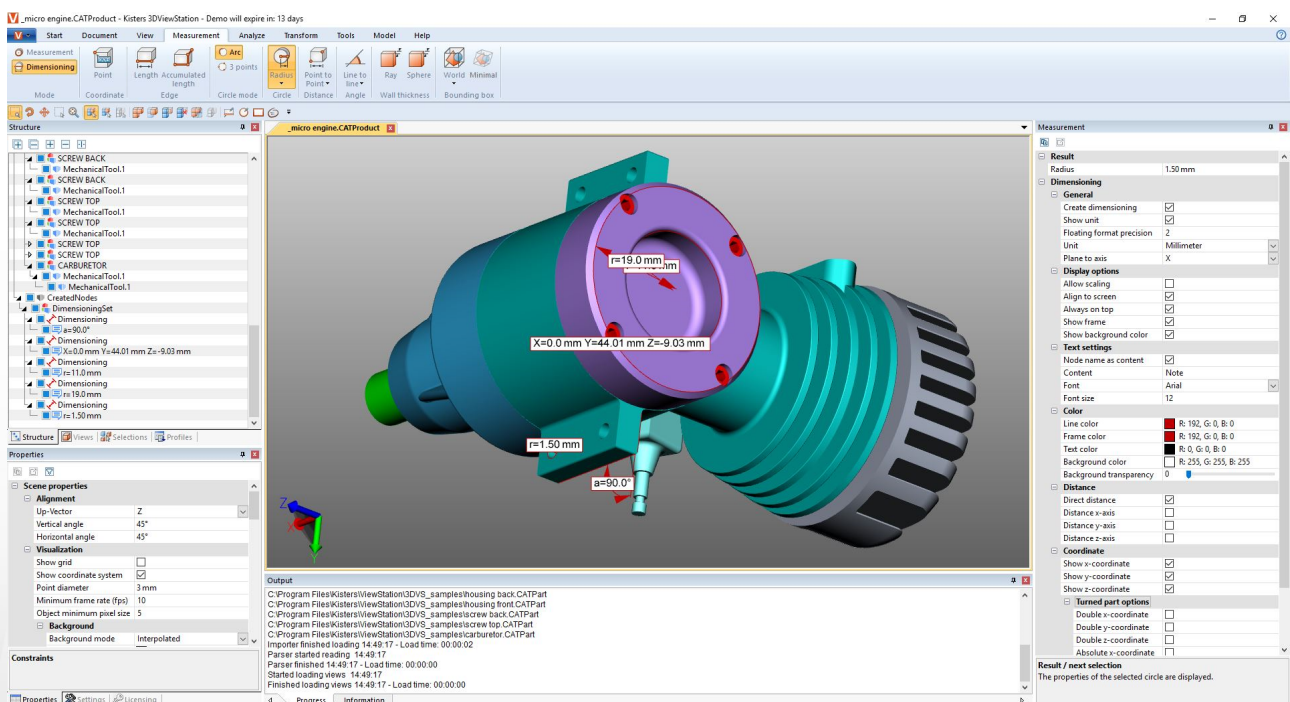 _micro engine.CATProduct - Kisters 3DViewStation - Demo will expire in: 13 days
Start Document View Measurement Analyze Transform Tools Model Help
Measurement
Dimensioning
Mode
Point
Coordinate
Length Accumulated length
Edge
Arc
3 points
Circle mode
Radius
Circle
Point to Point
Distance
Line to line
Angle
Ray Sphere
Wall thickness
World Minimal
Bounding box
Structure
SCREW BACK
MechanicalTool.1
SCREW BACK
MechanicalTool.1
SCREW TOP
MechanicalTool.1
SCREW TOP
MechanicalTool.1
SCREW TOP
SCREW TOP
CARBURETOR
MechanicalTool.1
MechanicalTool.1
CreatedNodes
DimensioningSet
Dimensioning
a=90.0°
Dimensioning
X=0.0 mm Y=44.01 mm Z=-9.03 mm
Dimensioning
r=11.0 mm
Dimensioning
r=19.0 mm
Dimensioning
r=1.50 mm
Structure Views Selections Profiles
Properties
Scene properties
Alignment
Up-Vector Z
Vertical angle 45°
Horizontal angle 45°
Visualization
Show grid
Show coordinate system
Point diameter 3 mm
Minimum frame rate (fps) 10
Object minimum pixel size 5
Background
Background mode Interpolated
Constraints
Properties Settings Licensing
_micro engine.CATProduct
r=19.0 mm
X=0.0 mm Y=44.01 mm Z=-9.03 mm
r=1.50 mm
a=90.0°
Z
X
Y
Output
C:\Program Files\Kisters\ViewStation\3DVS_samples\housing back.CATPart
C:\Program Files\Kisters\ViewStation\3DVS_samples\housing front.CATPart
C:\Program Files\Kisters\ViewStation\3DVS_samples\screw back.CATPart
C:\Program Files\Kisters\ViewStation\3DVS_samples\screw top.CATPart
C:\Program Files\Kisters\ViewStation\3DVS_samples\carburetor.CATPart
Importer finished loading 14:49:17 - Load time: 00:00:02
Parser started reading 14:49:17
Parser finished 14:49:17 - Load time: 00:00:00
Started loading views 14:49:17
Finished loading views 14:49:17 - Load time: 00:00:00
Progress Information
Measurement
Result
Radius 1.50 mm
Dimensioning
General
Create dimensioning
Show unit
Floating format precision 2
Unit Millimeter
Plane to axis X
Display options
Allow scaling
Align to screen
Always on top
Show frame
Show background color
Text settings
Node name as content
Content Note
Font Arial
Font size 12
Color
Line color R: 192, G: 0, B: 0
Frame color R: 192, G: 0, B: 0
Text color R: 0, G: 0, B: 0
Background color R: 255, G: 255, B: 255
Background transparency 0
Distance
Direct distance
Distance x-axis
Distance y-axis
Distance z-axis
Coordinate
Show x-coordinate
Show y-coordinate
Show z-coordinate
Turned part options
Double x-coordinate
Double y-coordinate
Double z-coordinate
Absolute x-coordinate
Result / next selection
The properties of the selected circle are displayed.